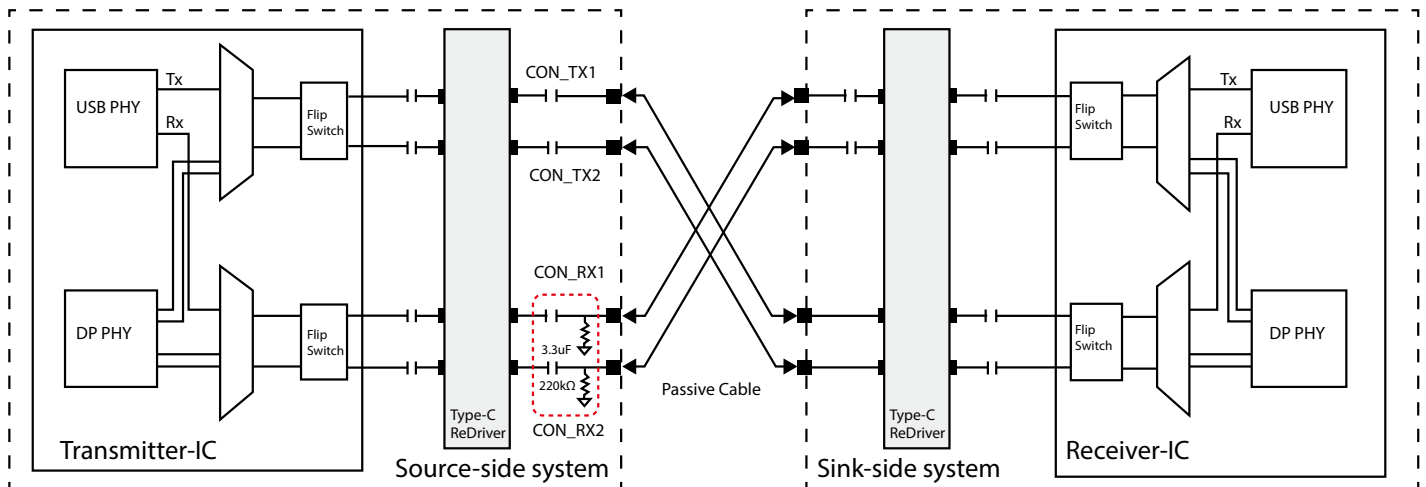 Tx
USB PHY
Rx
Flip
Switch
DP PHY
Flip
Switch
Transmitter-IC
Type-C
ReDriver
CON_TX1
CON_TX2
CON_RX1
3.3uF
220kΩ
CON_RX2
Source-side system
Passive Cable
Sink-side system
Type-C
ReDriver
Flip
Switch
Tx
USB PHY
Rx
Flip
Switch
DP PHY
Receiver-IC